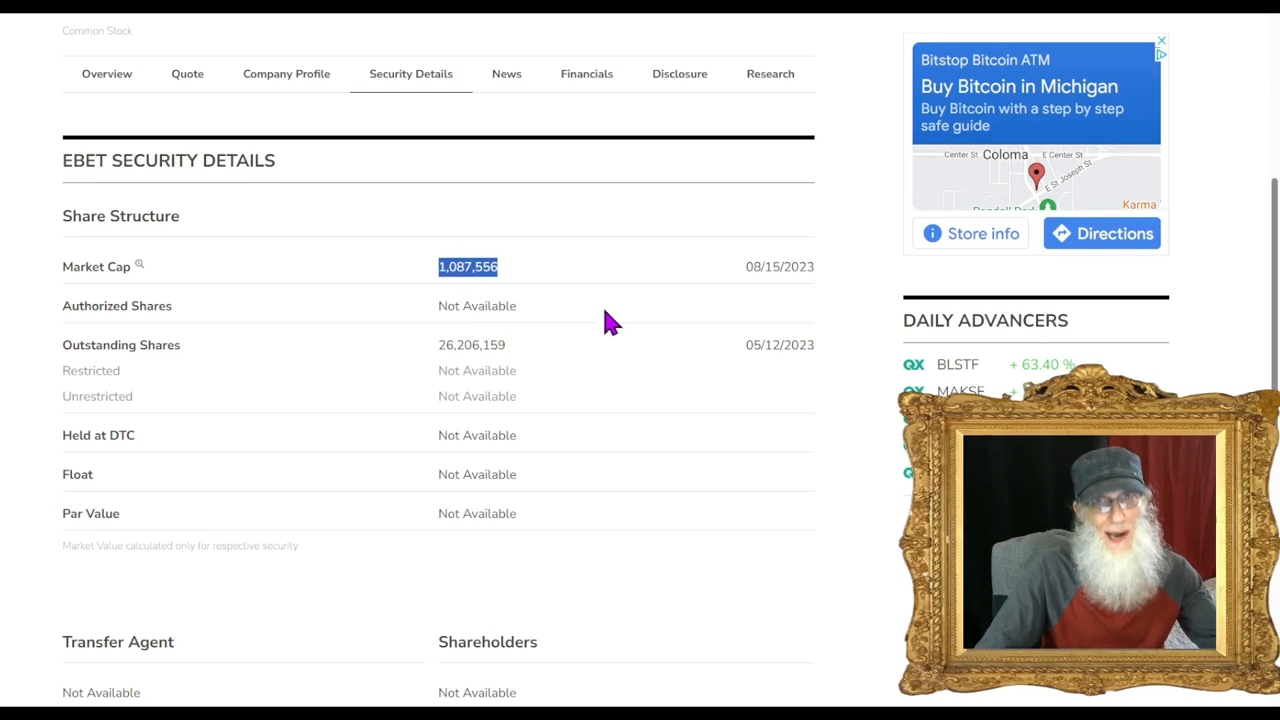 Common Stock
Overview Quote Company Profile Security Details News Financials Disclosure Research
EBET SECURITY DETAILS
Share Structure
Market Cap 1,087,556 08/15/2023
Authorized Shares Not Available
Outstanding Shares 26,206,159 05/12/2023
Restricted Not Available
Unrestricted Not Available
Held at DTC Not Available
Float Not Available
Par Value Not Available
Market Value calculated only for respective security
Transfer Agent Shareholders
Not Available Not Available
Bitstop Bitcoin ATM
Buy Bitcoin in Michigan
Buy Bitcoin with a step by step
safe guide
Center St Coloma E Center St
E St Joseph St
Karma
Store info Directions
DAILY ADVANCERS
QX BLSTF + 63.40 %
QX MAKSF +